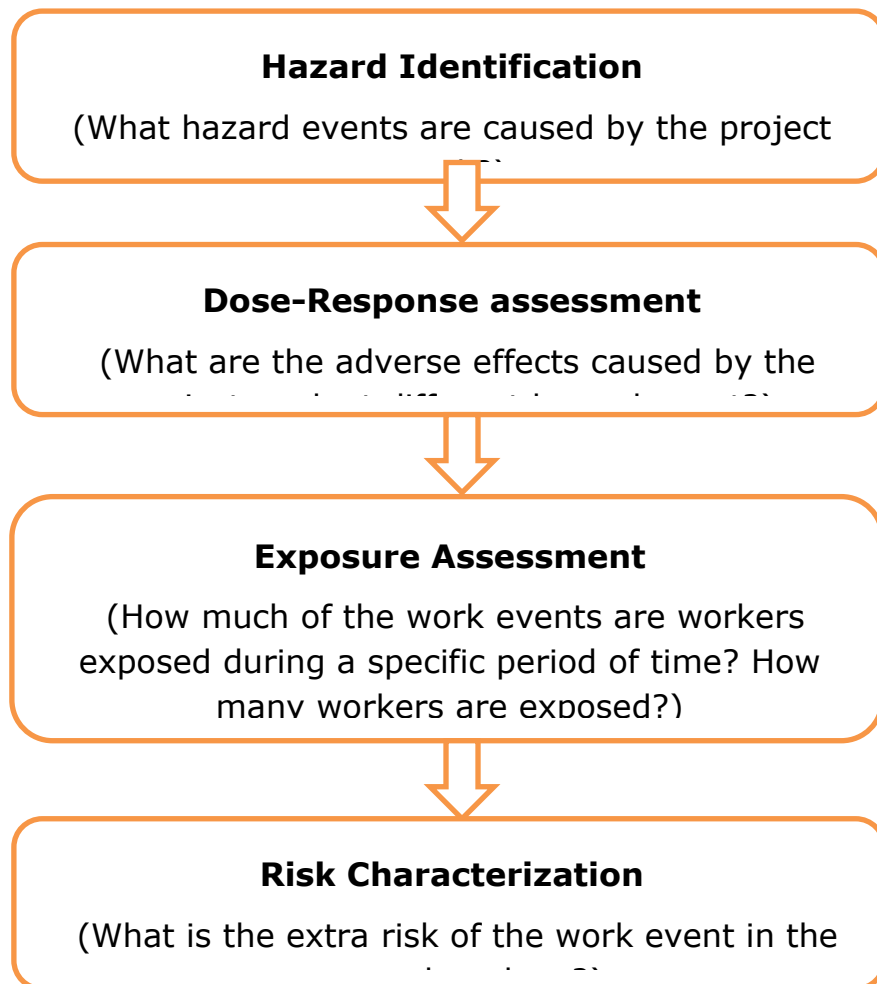 Hazard Identification
(What hazard events are caused by the project
Dose-Response assessment
(What are the adverse effects caused by the
Exposure Assessment
(How much of the work events are workers
exposed during a specific period of time? How
many workers are exposed?)
Risk Characterization
(What is the extra risk of the work event in the